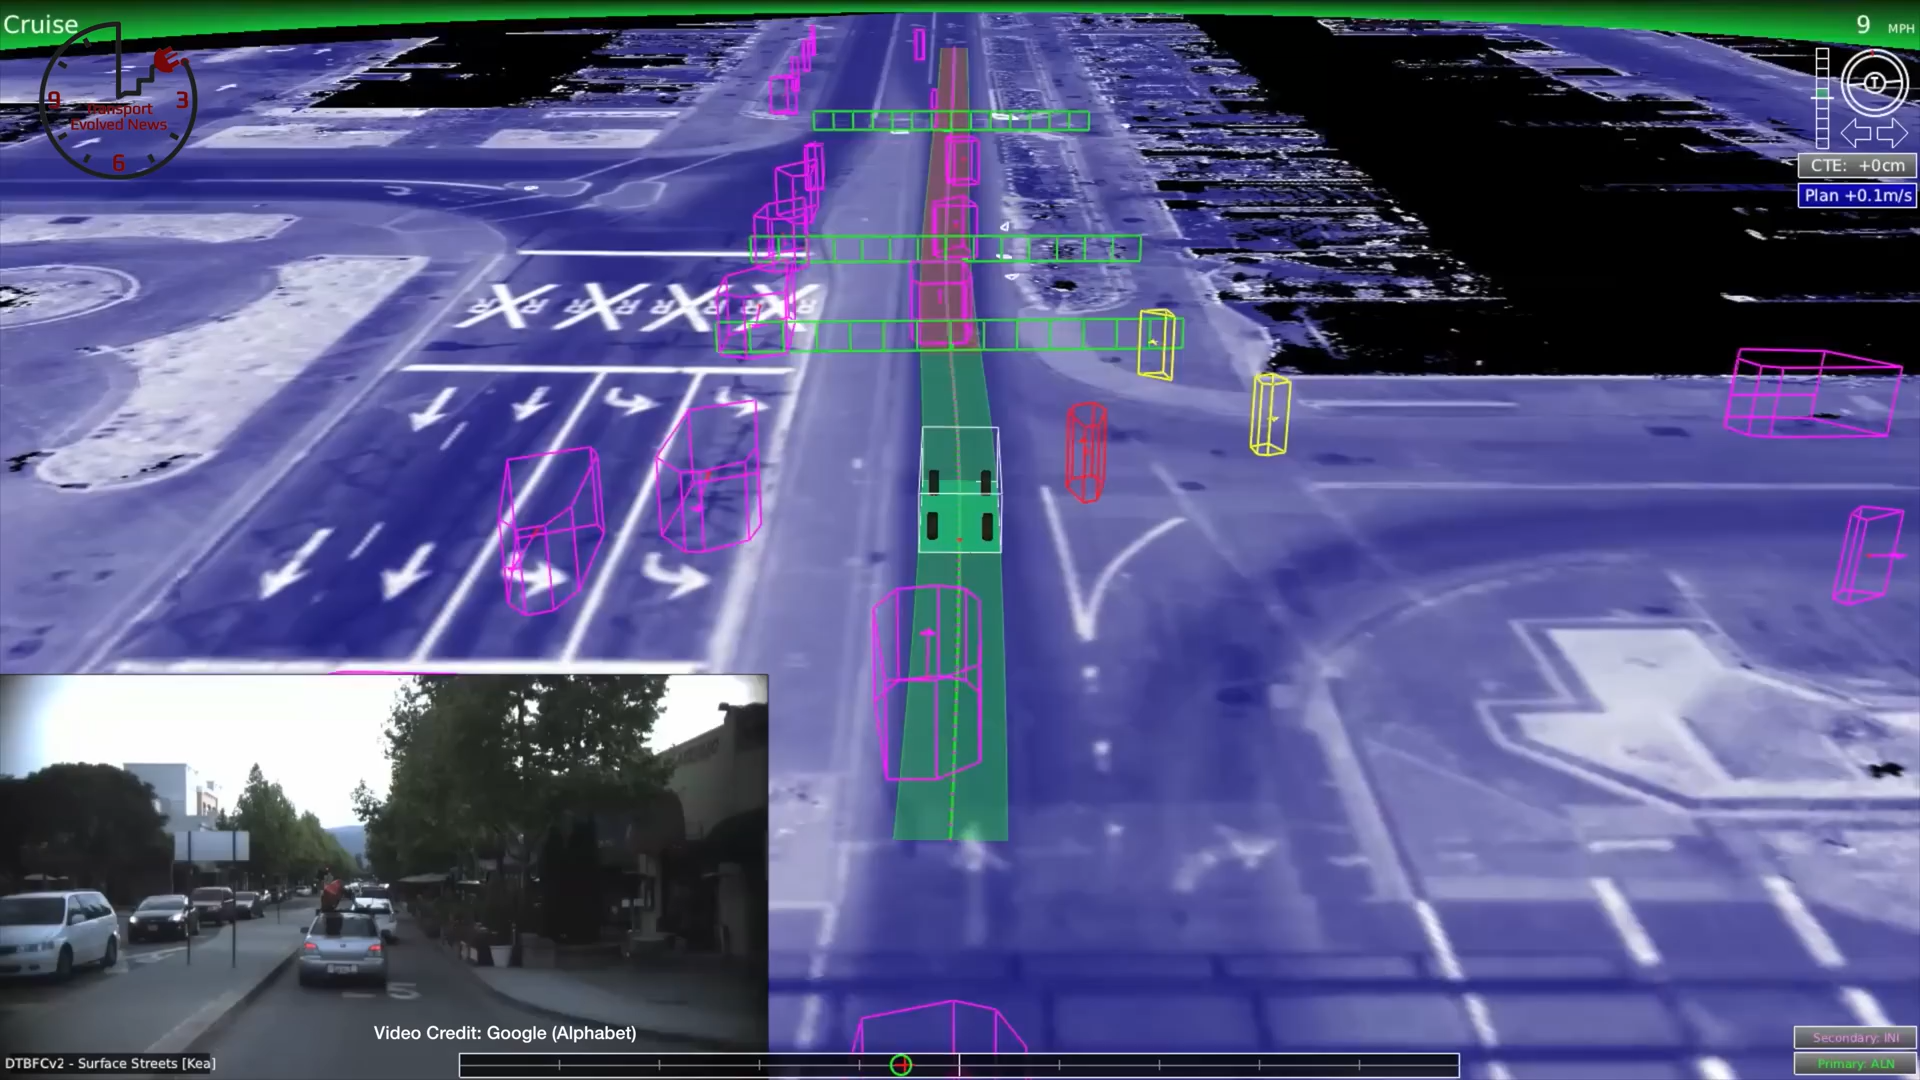 Cruise
9 MPH
9
3
Transport
Evolved News
6
T
CTE: +0cm
Plan +0.1m/s
R X R R X R R X R R X R
Video Credit: Google (Alphabet)
DTBFCv2 - Surface Streets [Kea]
Secondary: INI
Primary: ALN